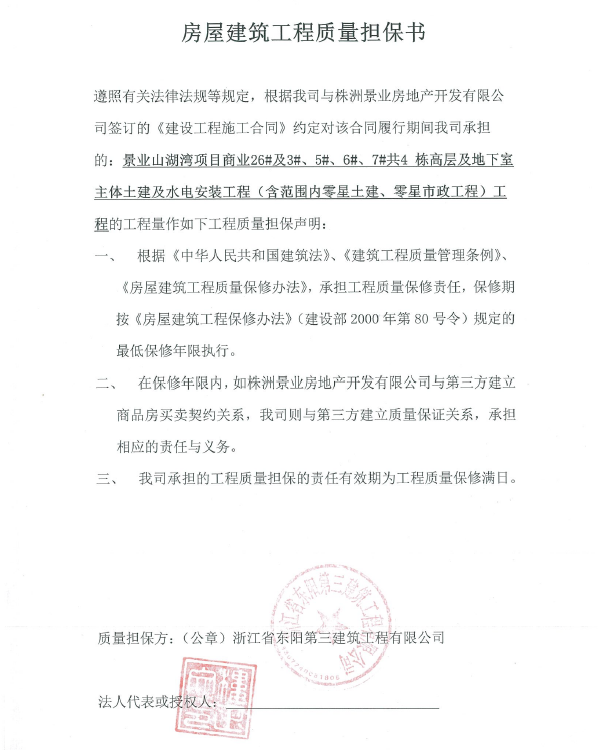 房屋建筑工程质量担保书
遵照有关法律法规等规定，根据我司与株洲景业房地产开发有限公
司签订的《建设工程施工合同》约定对该合同履行期间我司承担
的：景业山湖湾项目商业26#及3#、5#、6#、7#共4 栋高层及地下室
主体土建及水电安装工程（含范围内零星土建、零星市政工程）工
程的工程量作如下工程质量担保声明：
一、 根据《中华人民共和国建筑法》、《建筑工程质量管理条例》、
《房屋建筑工程质量保修办法》，承担工程质量保修责任，保修期
按《房屋建筑工程保修办法》（建设部 2000 年第 80 号令）规定的
最低保修年限执行。
二、 在保修年限内，如株洲景业房地产开发有限公司与第三方建立
商品房买卖契约关系，我司则与第三方建立质量保证关系，承担
相应的责任与义务。
三、 我司承担的工程质量担保的责任有效期为工程质量保修满日。
浙江省东阳第三建筑工程有限公司
质量担保方：（公章）浙江省东阳第三建筑工程有限公司
法人代表或授权人：